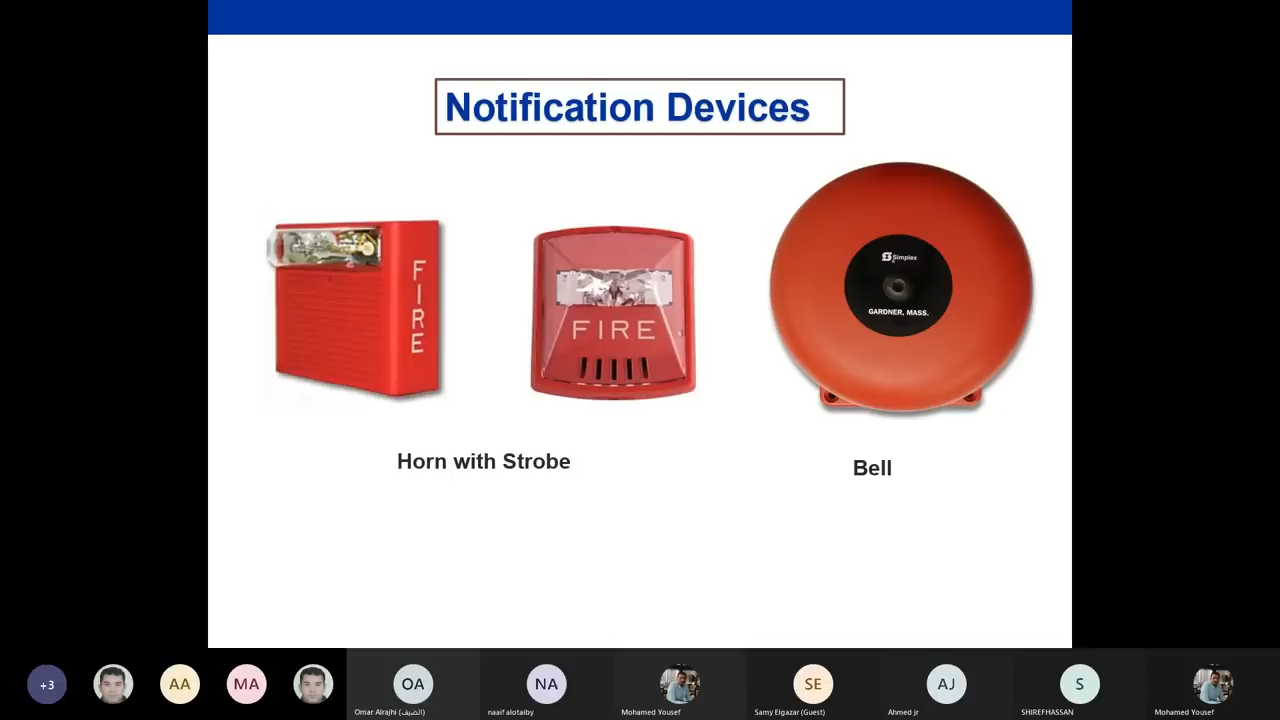 Notification Devices
FIRE
FIRE
Simplex
GARDNER, MASS.
Horn with Strobe
Bell
+3
AA
MA
OA
NA
SE
AJ
S
Omar Alrajhi (الضيف)
naaif alotaiby
Mohamed Yousef
Samy Elgazar (Guest)
Ahmed jr
SHIREFHASSAN
Mohamed Yousef